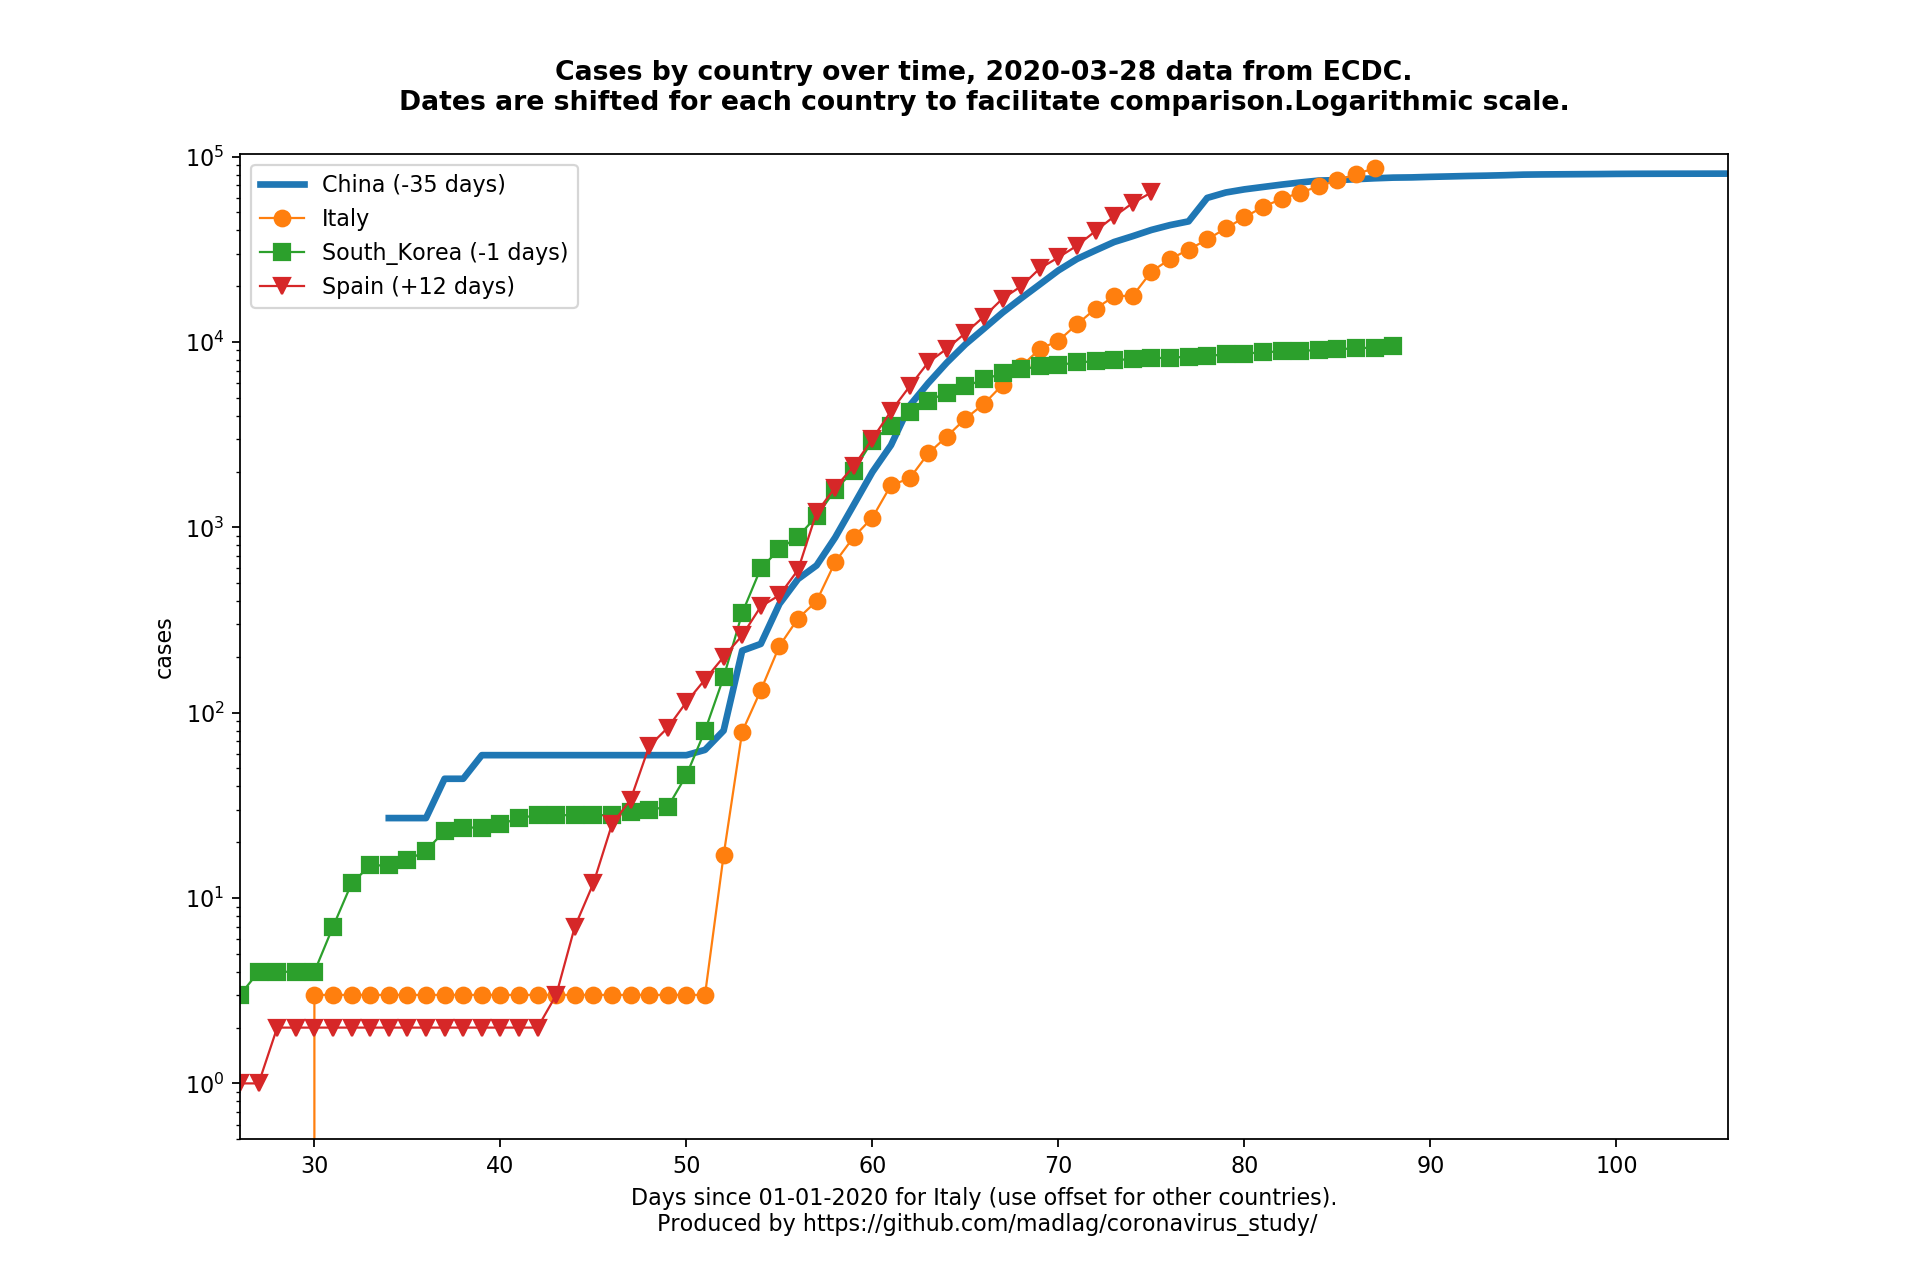 Cases by country over time, 2020-03-28 data from ECDC.
Dates are shifted for each country to facilitate comparison.Logarithmic scale.
10^5
10^4
10^3
10^2
10^1
10^0
cases
China (-35 days)
Italy
South_Korea (-1 days)
Spain (+12 days)
30 40 50 60 70 80 90 100
Days since 01-01-2020 for Italy (use offset for other countries).
Produced by https://github.com/madlag/coronavirus_study/